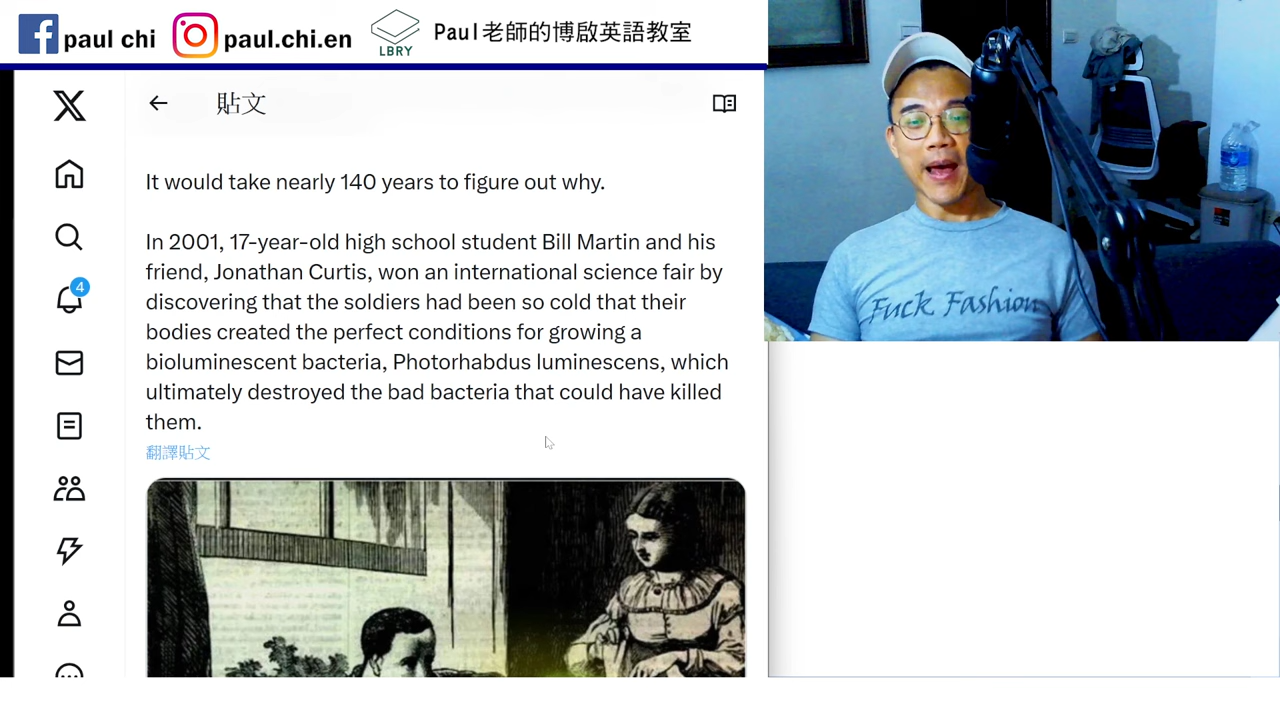 paul chi
paul.chi.en
LBRY
Paul老師的博啟英語教室
貼文
It would take nearly 140 years to figure out why.
In 2001, 17-year-old high school student Bill Martin and his
friend, Jonathan Curtis, won an international science fair by
discovering that the soldiers had been so cold that their
bodies created the perfect conditions for growing a
bioluminescent bacteria, Photorhabdus luminescens, which
ultimately destroyed the bad bacteria that could have killed
them.
翻譯貼文
4
Fuck Fashion